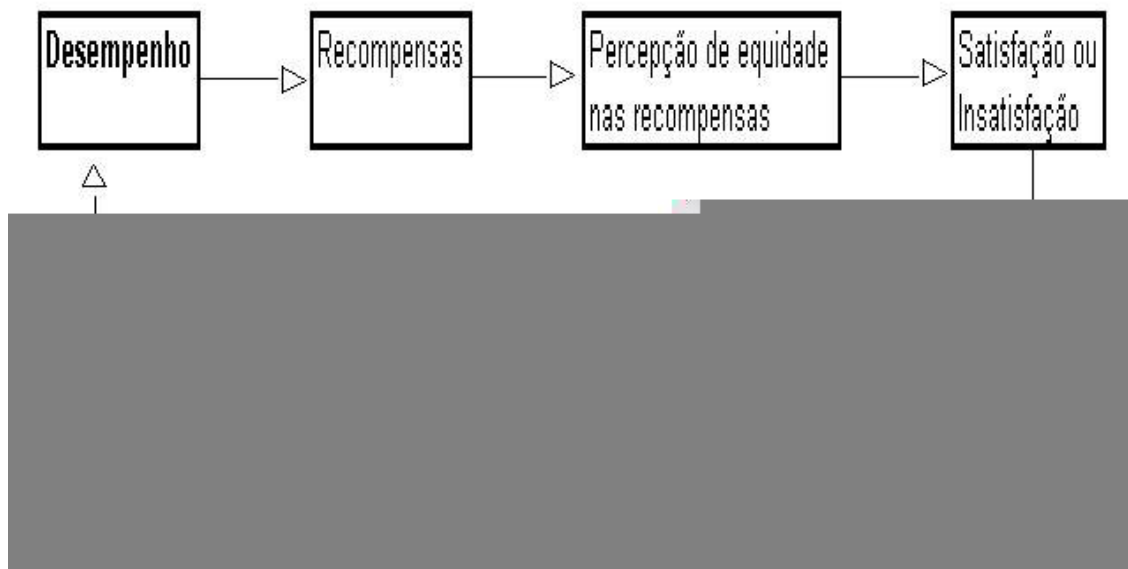 Desempenho
Recompensas
Percepção de equidade
nas recompensas
Satisfação ou
Insatisfação